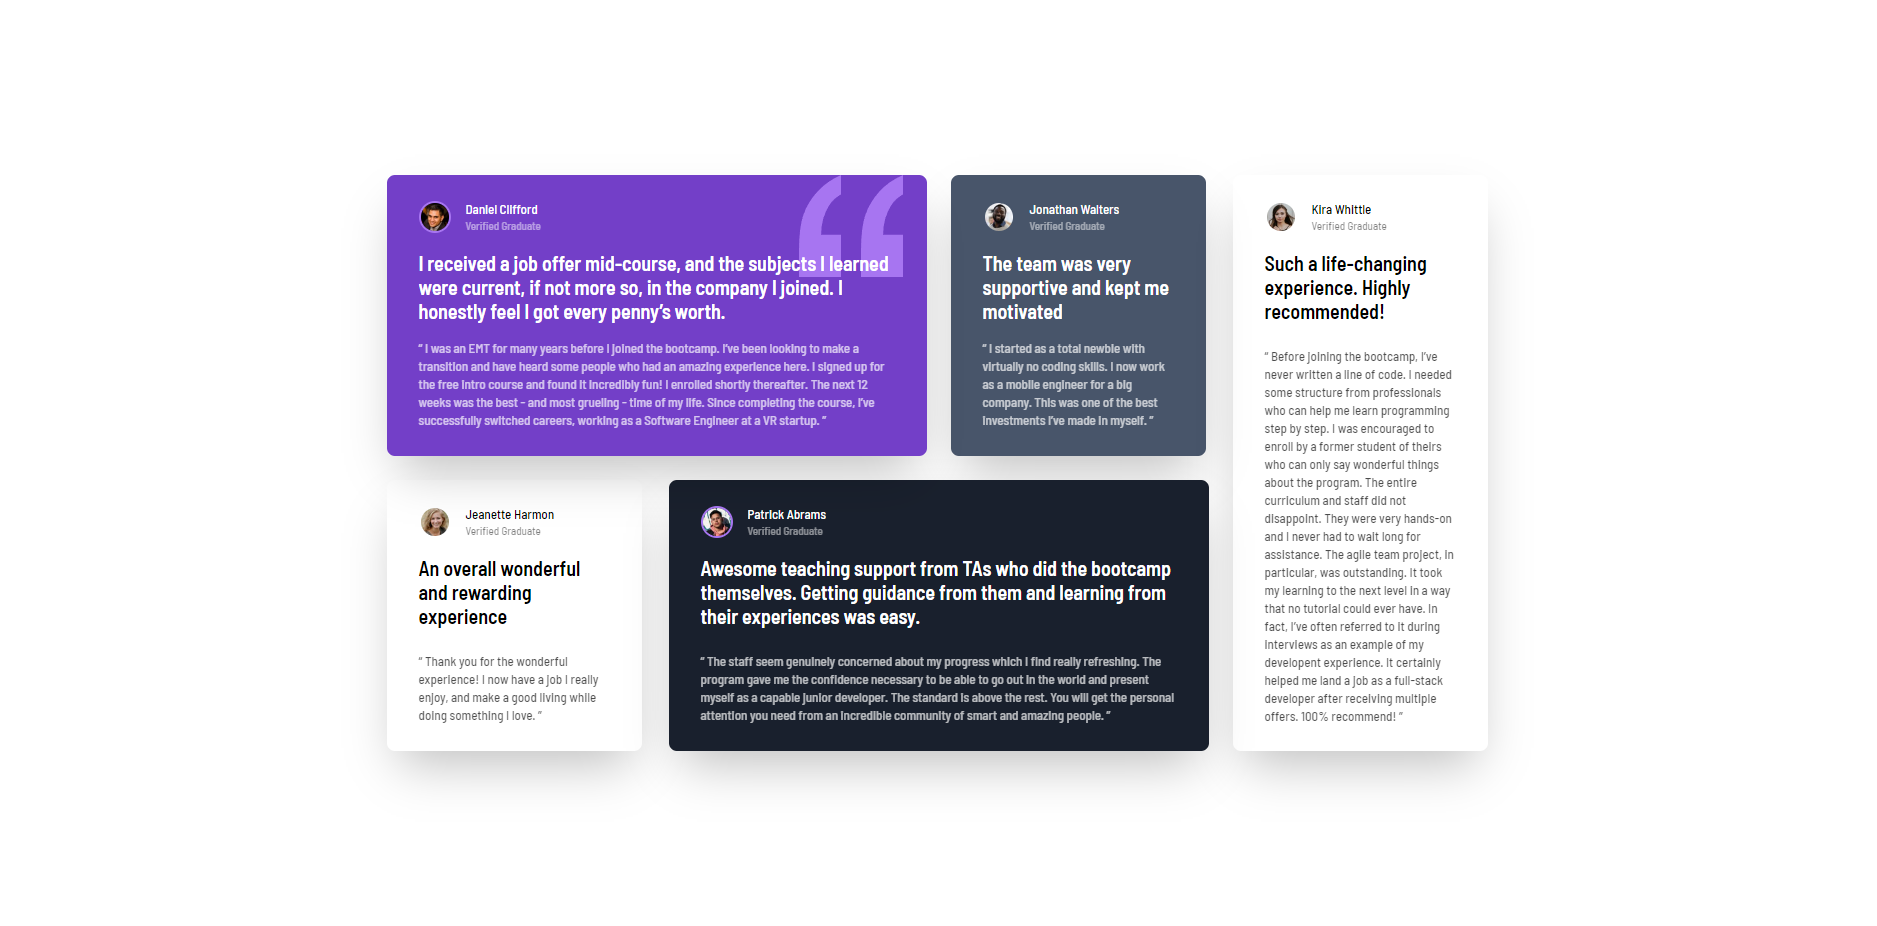 Daniel Clifford
Verified Graduate
I received a job offer mid-course, and the subjects I learned
were current, if not more so, in the company I joined. I
honestly feel I got every penny’s worth.
“ I was an EMT for many years before I joined the bootcamp. I’ve been looking to make a
transition and have heard some people who had an amazing experience here. I signed up for
the free intro course and found it incredibly fun! I enrolled shortly thereafter. The next 12
weeks was the best - and most grueling - time of my life. Since completing the course, I’ve
successfully switched careers, working as a Software Engineer at a VR startup. ”
Jonathan Walters
Verified Graduate
The team was very
supportive and kept me
motivated
“ I started as a total newbie with
virtually no coding skills. I now work
as a mobile engineer for a big
company. This was one of the best
investments I’ve made in myself. ”
Kira Whittle
Verified Graduate
Such a life-changing
experience. Highly
recommended!
“ Before joining the bootcamp, I’ve
never written a line of code. I needed
some structure from professionals
who can help me learn programming
step by step. I was encouraged to
enroll by a former student of theirs
who can only say wonderful things
about the program. The entire
curriculum and staff did not
disappoint. They were very hands-on
and I never had to wait long for
assistance. The agile team project, in
particular, was outstanding. It took
my learning to the next level in a way
that no tutorial could ever have. In
fact, I’ve often referred to it during
interviews as an example of my
developent experience. It certainly
helped me land a job as a full-stack
developer after receiving multiple
offers. 100% recommend! ”
Jeanette Harmon
Verified Graduate
An overall wonderful
and rewarding
experience
“ Thank you for the wonderful
experience! I now have a job I really
enjoy, and make a good living while
doing something I love. ”
Patrick Abrams
Verified Graduate
Awesome teaching support from TAs who did the bootcamp
themselves. Getting guidance from them and learning from
their experiences was easy.
“ The staff seem genuinely concerned about my progress which I find really refreshing. The
program gave me the confidence necessary to be able to go out in the world and present
myself as a capable junior developer. The standard is above the rest. You will get the personal
attention you need from an incredible community of smart and amazing people. ”